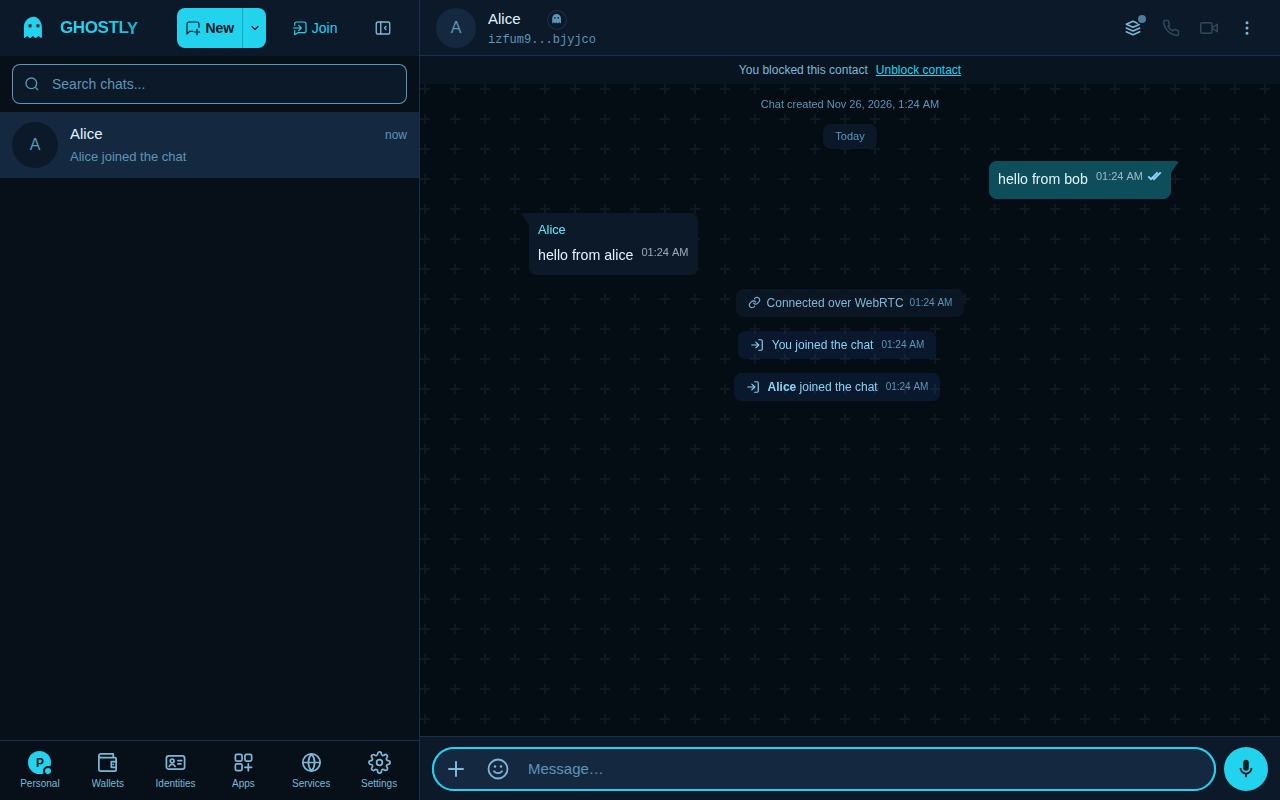 GHOSTLY
New
Join
Search chats...
A
Alice
now
Alice joined the chat
P
Personal
Wallets
Identities
Apps
Services
Settings
A
Alice
izfum9...bjyjco
You blocked this contact Unblock contact
Chat created Nov 26, 2026, 1:24 AM
Today
hello from bob 01:24 AM
Alice
hello from alice 01:24 AM
Connected over WebRTC 01:24 AM
You joined the chat 01:24 AM
Alice joined the chat 01:24 AM
Message…